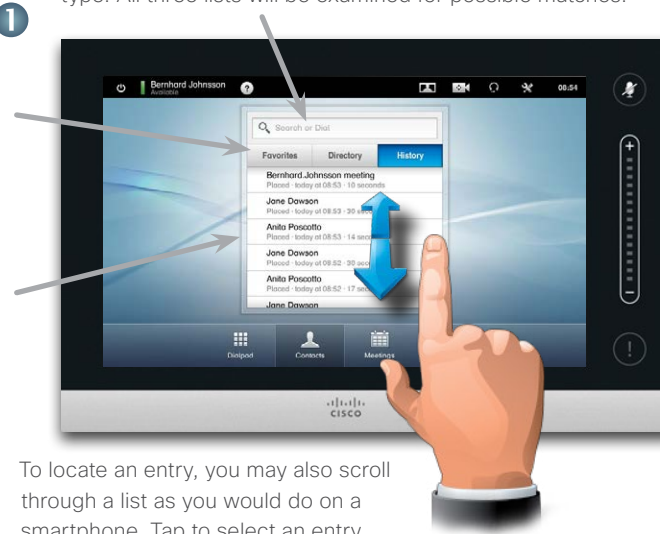 type. All three lists will be examined for possible matches.
1
Bernhard Johnsson
Available
?
08:54
Search or Dial
Favorites Directory History
Bernhard Johnsson meeting
Placed - today at 08:53 - 10 seconds
Jane Dawson
Placed - today at 08:53 - 30
Anita Poscotto
Placed - today at 08:53 - 14
Jane Dawson
Placed - today at 08:52 - 30
Anita Poscotto
Placed - today at 08:52 - 17
Jane Dawson
+
-
!
Dialpad Contacts Meetings
CISCO
To locate an entry, you may also scroll
through a list as you would do on a
smartphone. Tap to select an entry